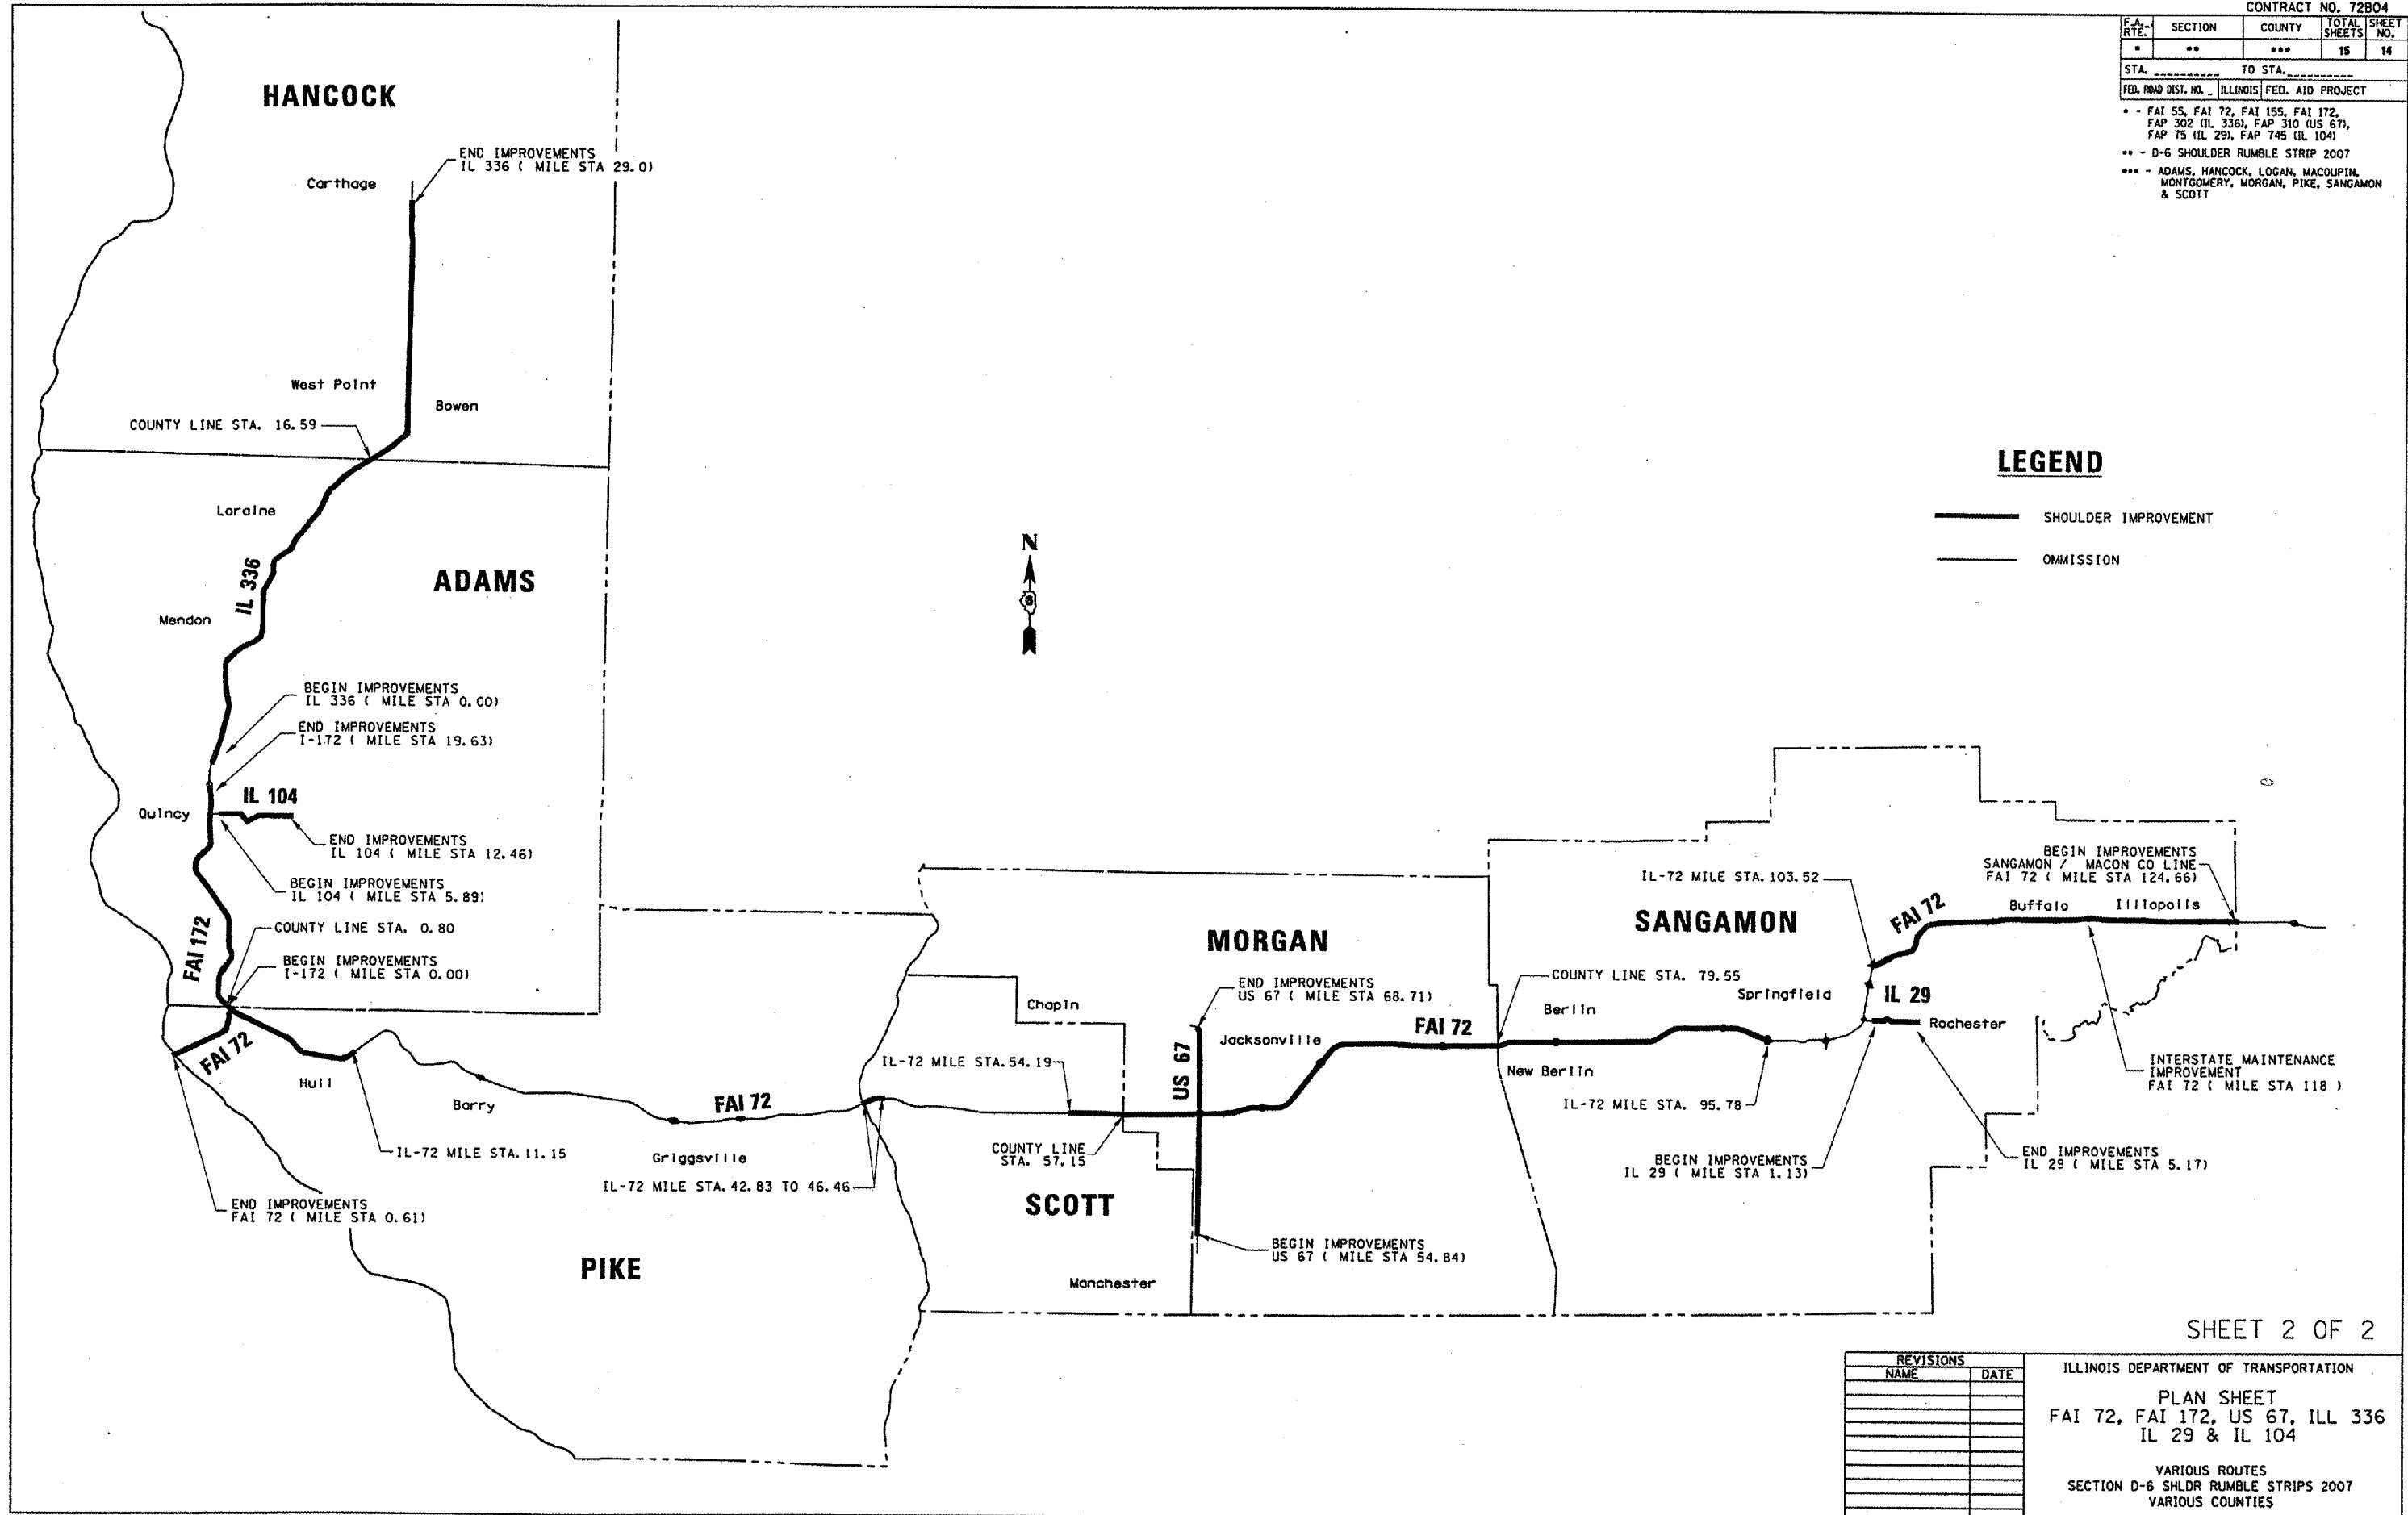 CONTRACT NO. 72B04
F.A.-RTE. SECTION COUNTY TOTAL SHEETS SHEET NO.
* ** *** 15 14
STA. __________ TO STA. __________
FED. ROAD DIST. NO. _ ILLINOIS FED. AID PROJECT
* - FAI 55, FAI 72, FAI 155, FAI 172,
FAP 302 (IL 336), FAP 310 (US 67),
FAP 75 (IL 29), FAP 745 (IL 104)
** - D-6 SHOULDER RUMBLE STRIP 2007
*** - ADAMS, HANCOCK, LOGAN, MACOUPIN,
MONTGOMERY, MORGAN, PIKE, SANGAMON
& SCOTT
HANCOCK
END IMPROVEMENTS
IL 336 ( MILE STA 29.0)
Carthage
West Point
Bowen
COUNTY LINE STA. 16.59
Loraine
IL 336
ADAMS
Mendon
BEGIN IMPROVEMENTS
IL 336 ( MILE STA 0.00)
END IMPROVEMENTS
I-172 ( MILE STA 19.63)
IL 104
Quincy
END IMPROVEMENTS
IL 104 ( MILE STA 12.46)
BEGIN IMPROVEMENTS
IL 104 ( MILE STA 5.89)
FAI 172
COUNTY LINE STA. 0.80
BEGIN IMPROVEMENTS
I-172 ( MILE STA 0.00)
FAI 72
Hull
Barry
IL-72 MILE STA. 11.15
END IMPROVEMENTS
FAI 72 ( MILE STA 0.61)
PIKE
FAI 72
Griggsville
IL-72 MILE STA. 42.83 TO 46.46
N
6
LEGEND
SHOULDER IMPROVEMENT
OMMISSION
MORGAN
Chapin
END IMPROVEMENTS
US 67 ( MILE STA 68.71)
Jacksonville
US 67
IL-72 MILE STA. 54.19
COUNTY LINE
STA. 57.15
SCOTT
Manchester
BEGIN IMPROVEMENTS
US 67 ( MILE STA 54.84)
FAI 72
SANGAMON
COUNTY LINE STA. 79.55
Berlin
New Berlin
Springfield
IL-72 MILE STA. 103.52
IL-72 MILE STA. 95.78
FAI 72
IL 29
Rochester
BEGIN IMPROVEMENTS
SANGAMON / MACON CO LINE
FAI 72 ( MILE STA 124.66)
Buffalo
Illiopolis
INTERSTATE MAINTENANCE
IMPROVEMENT
FAI 72 ( MILE STA 118 )
BEGIN IMPROVEMENTS
IL 29 ( MILE STA 1.13)
END IMPROVEMENTS
IL 29 ( MILE STA 5.17)
SHEET 2 OF 2
REVISIONS
NAME DATE
ILLINOIS DEPARTMENT OF TRANSPORTATION
PLAN SHEET
FAI 72, FAI 172, US 67, ILL 336
IL 29 & IL 104
VARIOUS ROUTES
SECTION D-6 SHLDR RUMBLE STRIPS 2007
VARIOUS COUNTIES